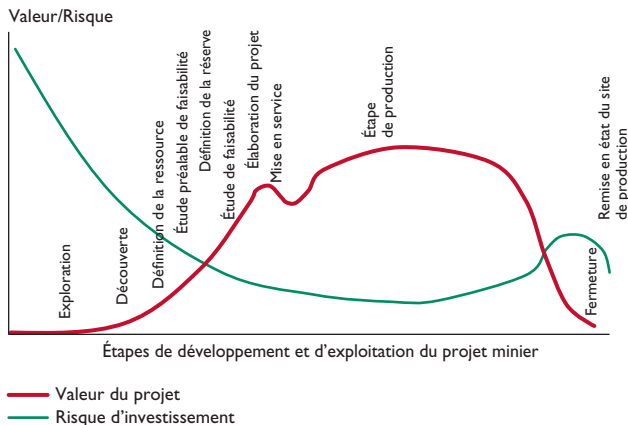 Valeur/Risque
Exploration
Découverte
Définition de la ressource
Étude préalable de faisabilité
Définition de la réserve
Étude de faisabilité
Élaboration du projet
Mise en service
Étape
de production
Fermeture
Remise en état du site
de production
Étapes de développement et d’exploitation du projet minier
Valeur du projet
Risque d’investissement